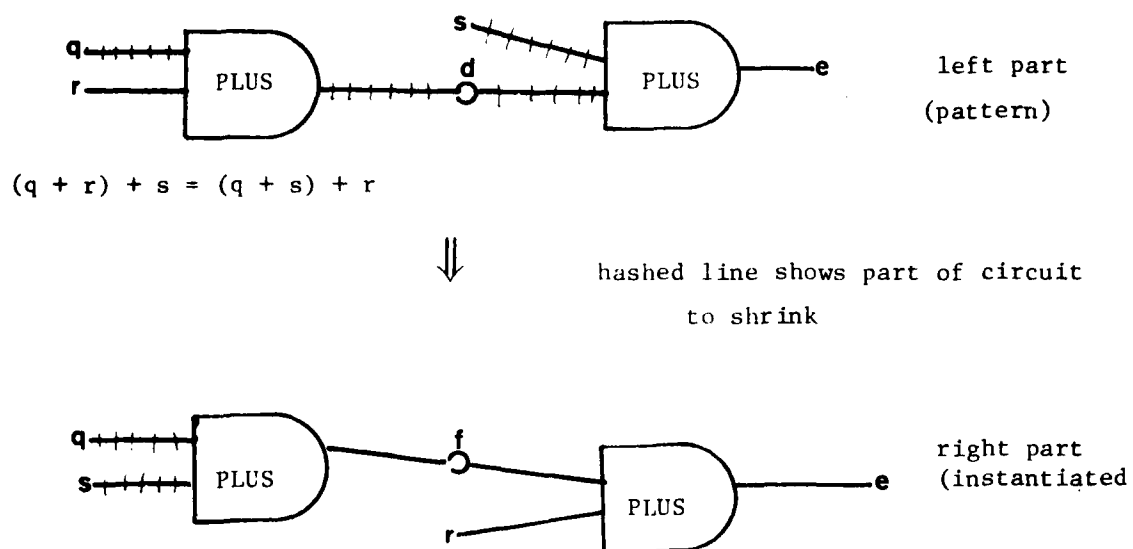 s
q
PLUS
d
PLUS
e
left part
r
(pattern)
(q + r) + s = (q + s) + r
⇓
hashed line shows part of circuit
to shrink
q
f
right part
s
PLUS
e
(instantiated
r
PLUS